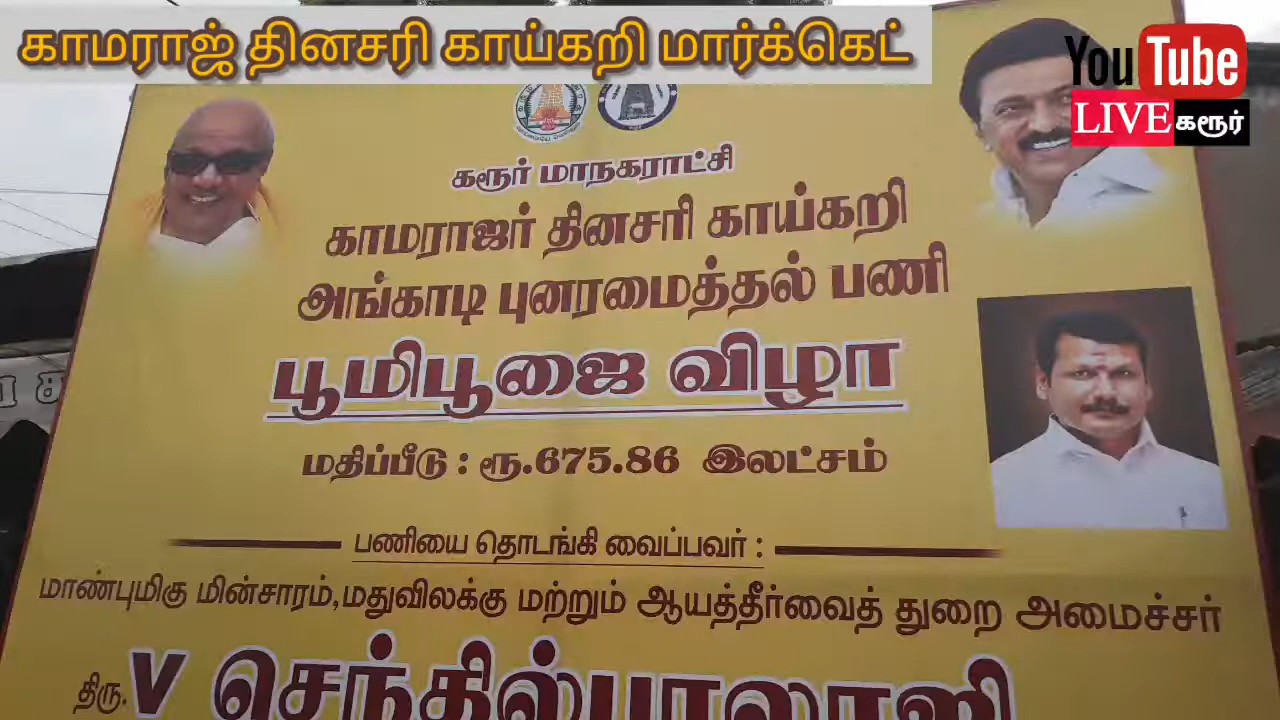 காமராஜ் தினசரி காய்கறி மார்க்கெட்
YouTube
LIVE கரூர்
கரூர் மாநகராட்சி
காமராஜர் தினசரி காய்கறி
அங்காடி புனரமைத்தல் பணி
பூமிபூஜை விழா
மதிப்பீடு : ரூ.675.86 இலட்சம்
பணியை தொடங்கி வைப்பவர் :
மாண்புமிகு மின்சாரம்,மதுவிலக்கு மற்றும் ஆயத்தீர்வைத் துறை அமைச்சர்
திரு.V செந்தில்பாலாஜி